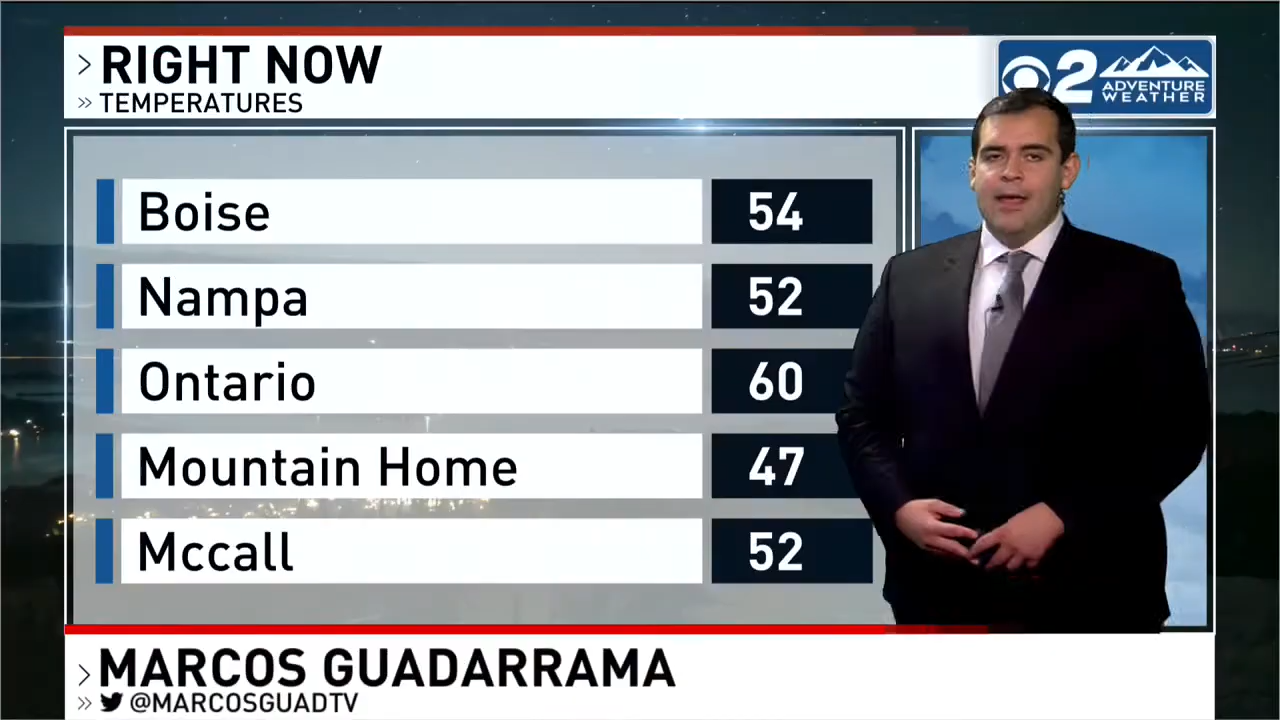 RIGHT NOW
TEMPERATURES
2 ADVENTURE
WEATHER
Boise 54
Nampa 52
Ontario 60
Mountain Home 47
Mccall 52
MARCOS GUADARRAMA
@MARCOSGUADTV